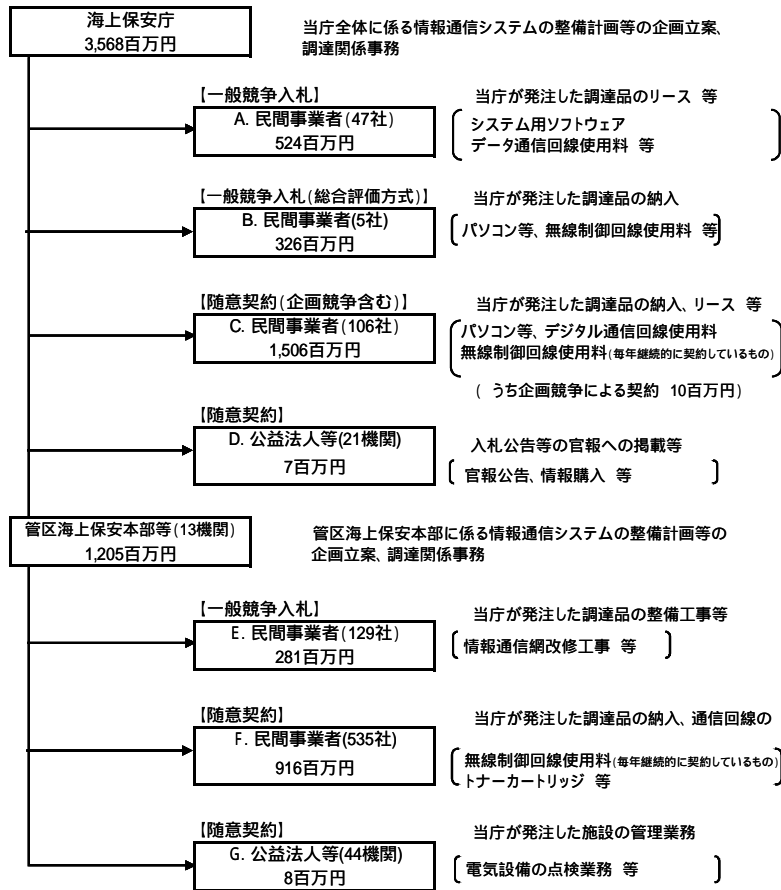 海上保安庁
3,568百万円
当庁全体に係る情報通信システムの整備計画等の企画立案、
調達関係事務
【一般競争入札】
A. 民間事業者(47社)
524百万円
当庁が発注した調達品のリース 等
システム用ソフトウェア
データ通信回線使用料 等
【一般競争入札(総合評価方式)】
B. 民間事業者(5社)
326百万円
当庁が発注した調達品の納入
パソコン等、無線制御回線使用料 等
【随意契約(企画競争含む)】
C. 民間事業者(106社)
1,506百万円
当庁が発注した調達品の納入、リース 等
パソコン等、デジタル通信回線使用料
無線制御回線使用料(毎年継続的に契約しているもの)
( うち企画競争による契約 10百万円)
【随意契約】
D. 公益法人等(21機関)
7百万円
入札公告等の官報への掲載等
官報公告、情報購入 等
管区海上保安本部等(13機関)
1,205百万円
管区海上保安本部に係る情報通信システムの整備計画等の
企画立案、調達関係事務
【一般競争入札】
E. 民間事業者(129社)
281百万円
当庁が発注した調達品の整備工事等
情報通信網改修工事 等
【随意契約】
F. 民間事業者(535社)
916百万円
当庁が発注した調達品の納入、通信回線の
無線制御回線使用料(毎年継続的に契約しているもの)
トナーカートリッジ 等
【随意契約】
G. 公益法人等(44機関)
8百万円
当庁が発注した施設の管理業務
電気設備の点検業務 等